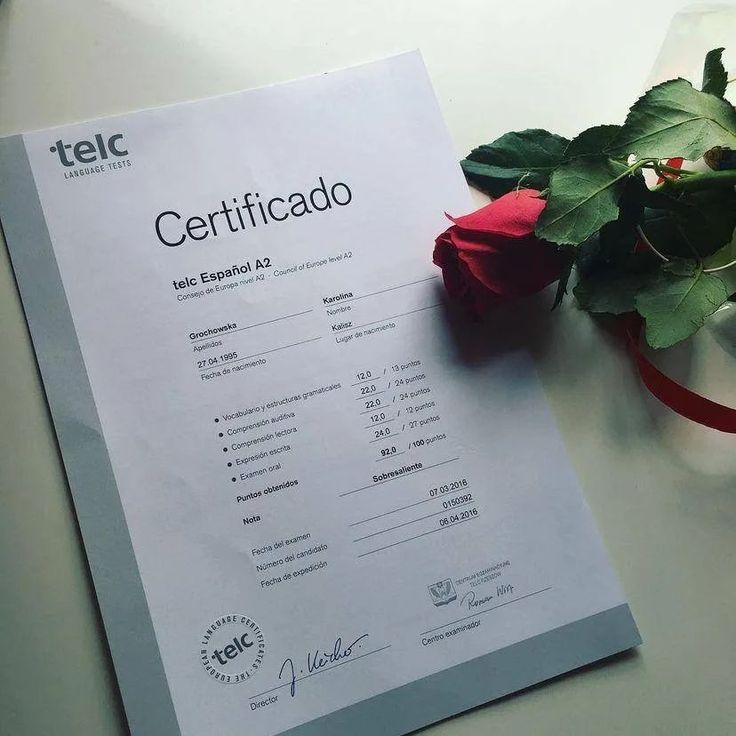 telc
LANGUAGE TESTS
Certificado
telc Español A2
Consejo de Europa nivel A2 - Council of Europe level A2
Grochowska Karolina
Apellidos Nombre
27.04.1995 Kalisz
Fecha de nacimiento Lugar de nacimiento
• Vocabulario y estructuras gramaticales 12,0 / 13 puntos
• Comprensión auditiva 22,0 / 24 puntos
• Comprensión lectora 22,0 / 24 puntos
• Expresión escrita 12,0 / 12 puntos
• Examen oral 24,0 / 27 puntos
Puntos obtenidos 92,0 / 100 puntos
Nota Sobresaliente
Fecha del examen 07.03.2016
Número del candidato 0150392
Fecha de expedición 06.04.2016
CENTRUM EGZAMINACYJNE
TELC RZESZÓW
Centro examinador
Director
telc
THE EUROPEAN LANGUAGE CERTIFICATES